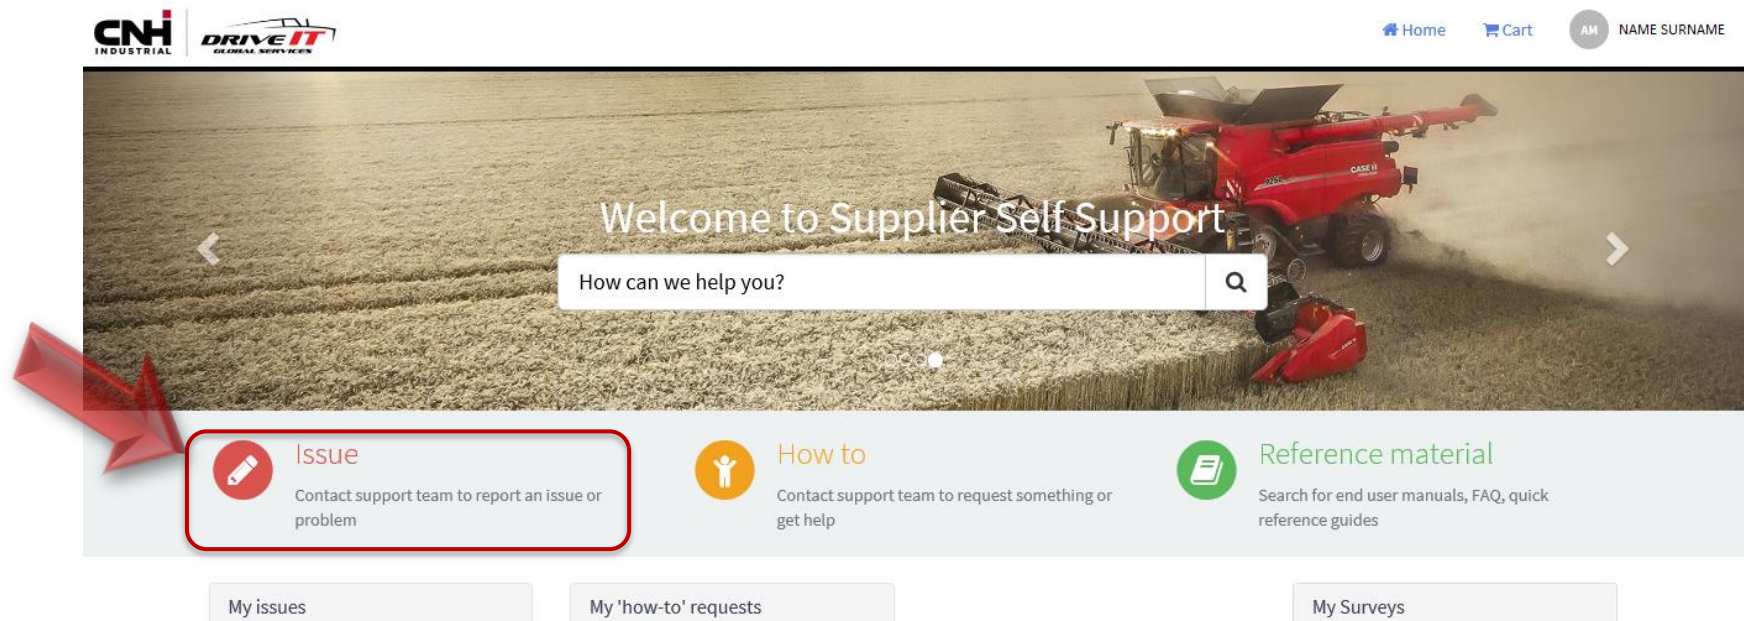 CNH
INDUSTRIAL
DRIVE IT
GLOBAL SERVICES
Home
Cart
AM
NAME SURNAME
CASE IH
Welcome to Supplier Self Support
How can we help you?
Issue
Contact support team to report an issue or
problem
How to
Contact support team to request something or
get help
Reference material
Search for end user manuals, FAQ, quick
reference guides
My issues
My 'how-to' requests
My Surveys